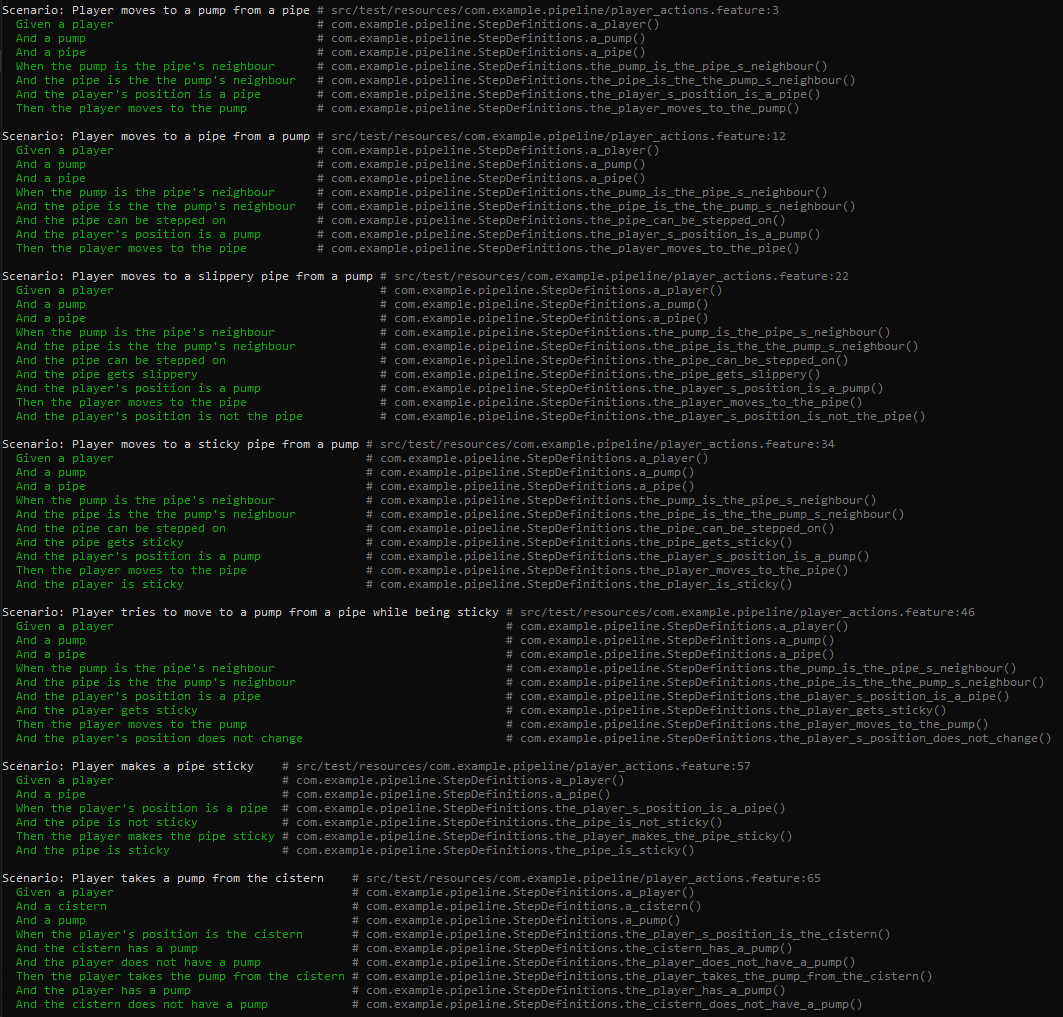 Scenario: Player moves to a pump from a pipe # src/test/resources/com.example.pipeline/player_actions.feature:3
  Given a player                             # com.example.pipeline.StepDefinitions.a_player()
  And a pump                                 # com.example.pipeline.StepDefinitions.a_pump()
  And a pipe                                 # com.example.pipeline.StepDefinitions.a_pipe()
  When the pump is the pipe's neighbour      # com.example.pipeline.StepDefinitions.the_pump_is_the_pipe_s_neighbour()
  And the pipe is the the pump's neighbour   # com.example.pipeline.StepDefinitions.the_pipe_is_the_the_pump_s_neighbour()
  And the player's position is a pipe        # com.example.pipeline.StepDefinitions.the_player_s_position_is_a_pipe()
  Then the player moves to the pump          # com.example.pipeline.StepDefinitions.the_player_moves_to_the_pump()

Scenario: Player moves to a pipe from a pump # src/test/resources/com.example.pipeline/player_actions.feature:12
  Given a player                             # com.example.pipeline.StepDefinitions.a_player()
  And a pump                                 # com.example.pipeline.StepDefinitions.a_pump()
  And a pipe                                 # com.example.pipeline.StepDefinitions.a_pipe()
  When the pump is the pipe's neighbour      # com.example.pipeline.StepDefinitions.the_pump_is_the_pipe_s_neighbour()
  And the pipe is the the pump's neighbour   # com.example.pipeline.StepDefinitions.the_pipe_is_the_the_pump_s_neighbour()
  And the pipe can be stepped on             # com.example.pipeline.StepDefinitions.the_pipe_can_be_stepped_on()
  And the player's position is a pump        # com.example.pipeline.StepDefinitions.the_player_s_position_is_a_pump()
  Then the player moves to the pipe          # com.example.pipeline.StepDefinitions.the_player_moves_to_the_pipe()

Scenario: Player moves to a slippery pipe from a pump # src/test/resources/com.example.pipeline/player_actions.feature:22
  Given a player                                      # com.example.pipeline.StepDefinitions.a_player()
  And a pump                                          # com.example.pipeline.StepDefinitions.a_pump()
  And a pipe                                          # com.example.pipeline.StepDefinitions.a_pipe()
  When the pump is the pipe's neighbour               # com.example.pipeline.StepDefinitions.the_pump_is_the_pipe_s_neighbour()
  And the pipe is the the pump's neighbour            # com.example.pipeline.StepDefinitions.the_pipe_is_the_the_pump_s_neighbour()
  And the pipe can be stepped on                      # com.example.pipeline.StepDefinitions.the_pipe_can_be_stepped_on()
  And the pipe gets slippery                          # com.example.pipeline.StepDefinitions.the_pipe_gets_slippery()
  And the player's position is a pump                 # com.example.pipeline.StepDefinitions.the_player_s_position_is_a_pump()
  Then the player moves to the pipe                   # com.example.pipeline.StepDefinitions.the_player_moves_to_the_pipe()
  And the player's position is not the pipe           # com.example.pipeline.StepDefinitions.the_player_s_position_is_not_the_pipe()

Scenario: Player moves to a sticky pipe from a pump # src/test/resources/com.example.pipeline/player_actions.feature:34
  Given a player                                    # com.example.pipeline.StepDefinitions.a_player()
  And a pump                                        # com.example.pipeline.StepDefinitions.a_pump()
  And a pipe                                        # com.example.pipeline.StepDefinitions.a_pipe()
  When the pump is the pipe's neighbour             # com.example.pipeline.StepDefinitions.the_pump_is_the_pipe_s_neighbour()
  And the pipe is the the pump's neighbour          # com.example.pipeline.StepDefinitions.the_pipe_is_the_the_pump_s_neighbour()
  And the pipe can be stepped on                    # com.example.pipeline.StepDefinitions.the_pipe_can_be_stepped_on()
  And the pipe gets sticky                          # com.example.pipeline.StepDefinitions.the_pipe_gets_sticky()
  And the player's position is a pump               # com.example.pipeline.StepDefinitions.the_player_s_position_is_a_pump()
  Then the player moves to the pipe                 # com.example.pipeline.StepDefinitions.the_player_moves_to_the_pipe()
  And the player is sticky                          # com.example.pipeline.StepDefinitions.the_player_is_sticky()

Scenario: Player tries to move to a pump from a pipe while being sticky # src/test/resources/com.example.pipeline/player_actions.feature:46
  Given a player                                                        # com.example.pipeline.StepDefinitions.a_player()
  And a pump                                                            # com.example.pipeline.StepDefinitions.a_pump()
  And a pipe                                                            # com.example.pipeline.StepDefinitions.a_pipe()
  When the pump is the pipe's neighbour                                 # com.example.pipeline.StepDefinitions.the_pump_is_the_pipe_s_neighbour()
  And the pipe is the the pump's neighbour                              # com.example.pipeline.StepDefinitions.the_pipe_is_the_the_pump_s_neighbour()
  And the player's position is a pipe                                   # com.example.pipeline.StepDefinitions.the_player_s_position_is_a_pipe()
  And the player gets sticky                                            # com.example.pipeline.StepDefinitions.the_player_gets_sticky()
  Then the player moves to the pump                                     # com.example.pipeline.StepDefinitions.the_player_moves_to_the_pump()
  And the player's position does not change                             # com.example.pipeline.StepDefinitions.the_player_s_position_does_not_change()

Scenario: Player makes a pipe sticky    # src/test/resources/com.example.pipeline/player_actions.feature:57
  Given a player                        # com.example.pipeline.StepDefinitions.a_player()
  And a pipe                            # com.example.pipeline.StepDefinitions.a_pipe()
  When the player's position is a pipe  # com.example.pipeline.StepDefinitions.the_player_s_position_is_a_pipe()
  And the pipe is not sticky            # com.example.pipeline.StepDefinitions.the_pipe_is_not_sticky()
  Then the player makes the pipe sticky # com.example.pipeline.StepDefinitions.the_player_makes_the_pipe_sticky()
  And the pipe is sticky                # com.example.pipeline.StepDefinitions.the_pipe_is_sticky()

Scenario: Player takes a pump from the cistern    # src/test/resources/com.example.pipeline/player_actions.feature:65
  Given a player                                  # com.example.pipeline.StepDefinitions.a_player()
  And a cistern                                   # com.example.pipeline.StepDefinitions.a_cistern()
  And a pump                                      # com.example.pipeline.StepDefinitions.a_pump()
  When the player's position is the cistern       # com.example.pipeline.StepDefinitions.the_player_s_position_is_the_cistern()
  And the cistern has a pump                      # com.example.pipeline.StepDefinitions.the_cistern_has_a_pump()
  And the player does not have a pump             # com.example.pipeline.StepDefinitions.the_player_does_not_have_a_pump()
  Then the player takes the pump from the cistern # com.example.pipeline.StepDefinitions.the_player_takes_the_pump_from_the_cistern()
  And the player has a pump                       # com.example.pipeline.StepDefinitions.the_player_has_a_pump()
  And the cistern does not have a pump            # com.example.pipeline.StepDefinitions.the_cistern_does_not_have_a_pump()